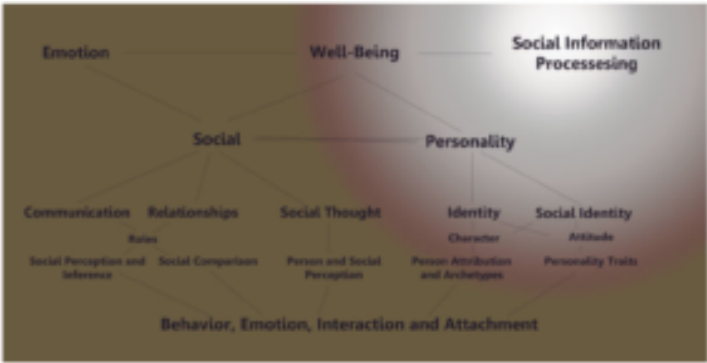 Emotion
Well-Being
Social Information
Processesing
Social
Personality
Communication
Relationships
Social Thought
Identity
Social Identity
Roles
Character
Attitude
Social Perception and
Inference
Social Comparison
Person and Social
Perception
Person Attribution
and Archetypes
Personality Traits
Behavior, Emotion, Interaction and Attachment